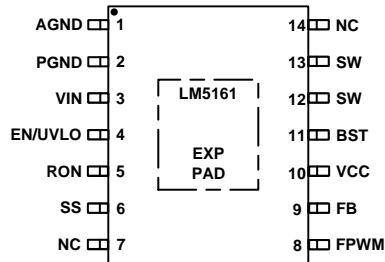 AGND 1 14 NC
PGND 2 13 SW
VIN 3 LM5161 12 SW
EN/UVLO 4 11 BST
RON 5 EXP PAD 10 VCC
SS 6 9 FB
NC 7 8 FPWM